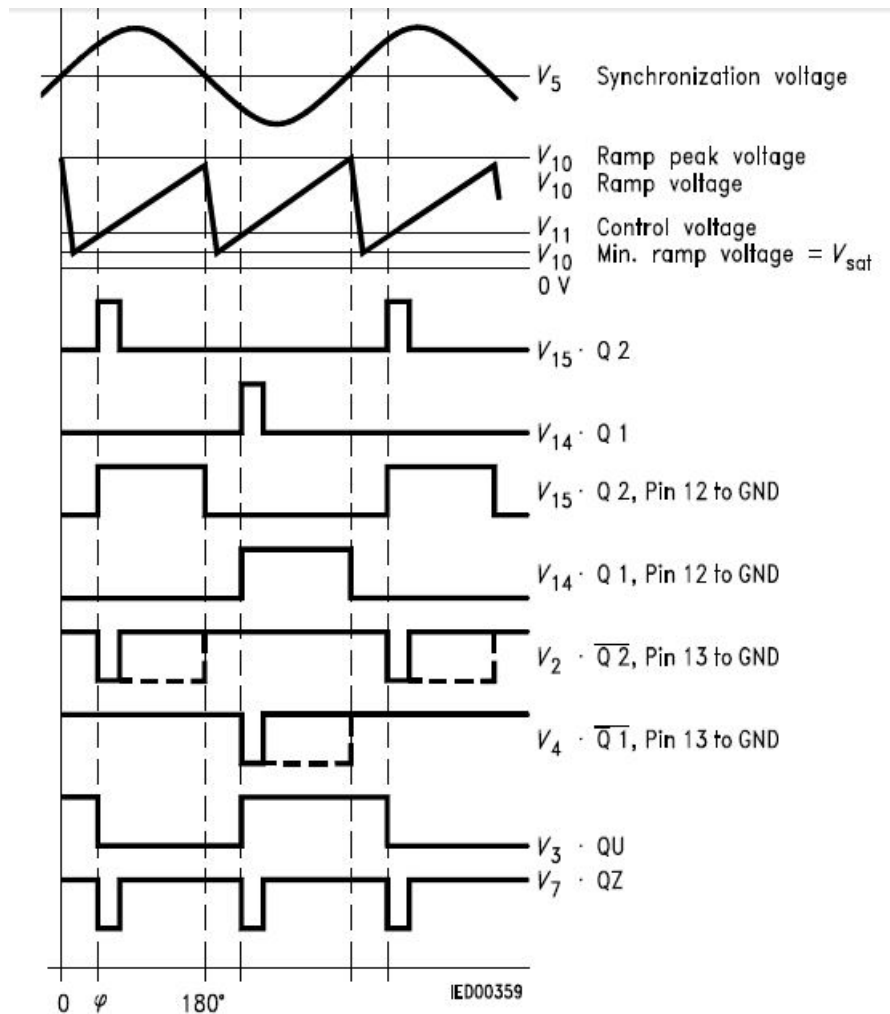 V5 Synchronization voltage
V10 Ramp peak voltage
V10 Ramp voltage
V11 Control voltage
V10 Min. ramp voltage = Vsat
0 V
V15 · Q 2
V14 · Q 1
V15 · Q 2, Pin 12 to GND
V14 · Q 1, Pin 12 to GND
V2 · Q̅ ̅2̅, Pin 13 to GND
V4 · Q̅ ̅1̅, Pin 13 to GND
V3 · QU
V7 · QZ
IED00359
0 φ 180°